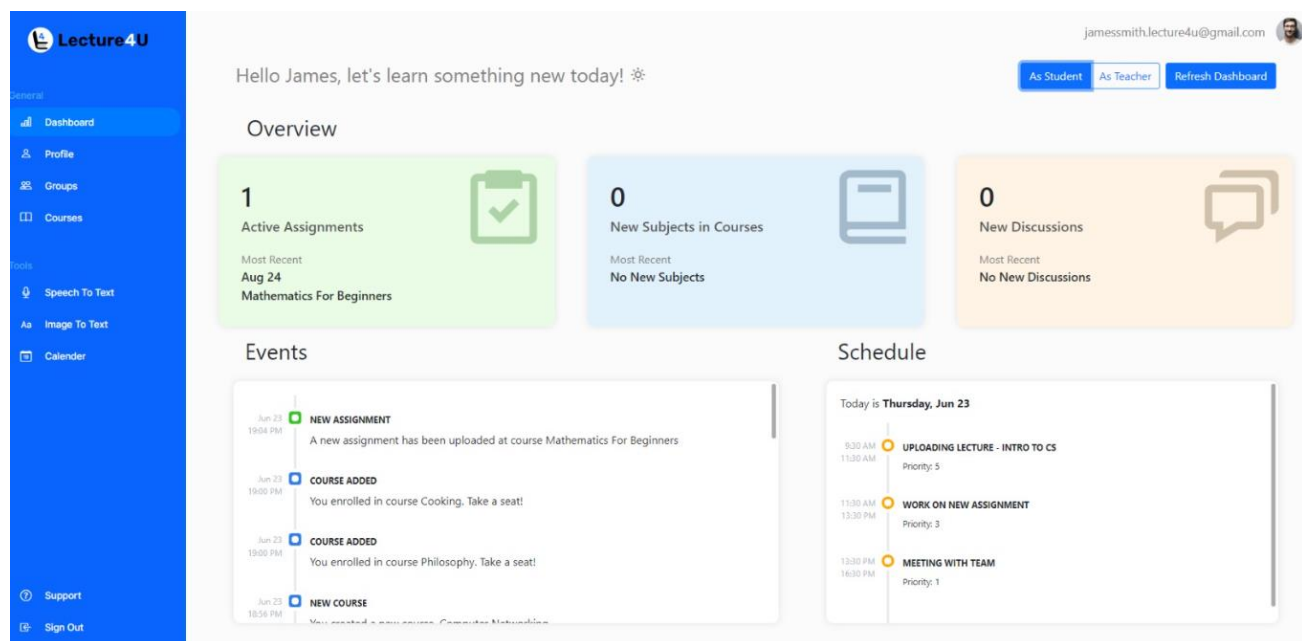 Lecture4U
jamessmith.lecture4u@gmail.com
Hello James, let's learn something new today!
As Student
As Teacher
Refresh Dashboard
General
Dashboard
Profile
Groups
Courses
Tools
Speech To Text
Aa Image To Text
Calender
Support
Sign Out
Overview
1
Active Assignments
Most Recent
Aug 24
Mathematics For Beginners
0
New Subjects in Courses
Most Recent
No New Subjects
0
New Discussions
Most Recent
No New Discussions
Events
Jun 23
19:04 PM
NEW ASSIGNMENT
A new assignment has been uploaded at course Mathematics For Beginners
Jun 23
19:00 PM
COURSE ADDED
You enrolled in course Cooking. Take a seat!
Jun 23
19:00 PM
COURSE ADDED
You enrolled in course Philosophy. Take a seat!
Jun 23
18:56 PM
NEW COURSE
You created a new course, Computer Networking
Schedule
Today is Thursday, Jun 23
9:30 AM
11:30 AM
UPLOADING LECTURE - INTRO TO CS
Priority: 5
11:30 AM
13:30 PM
WORK ON NEW ASSIGNMENT
Priority: 3
13:30 PM
16:30 PM
MEETING WITH TEAM
Priority: 1